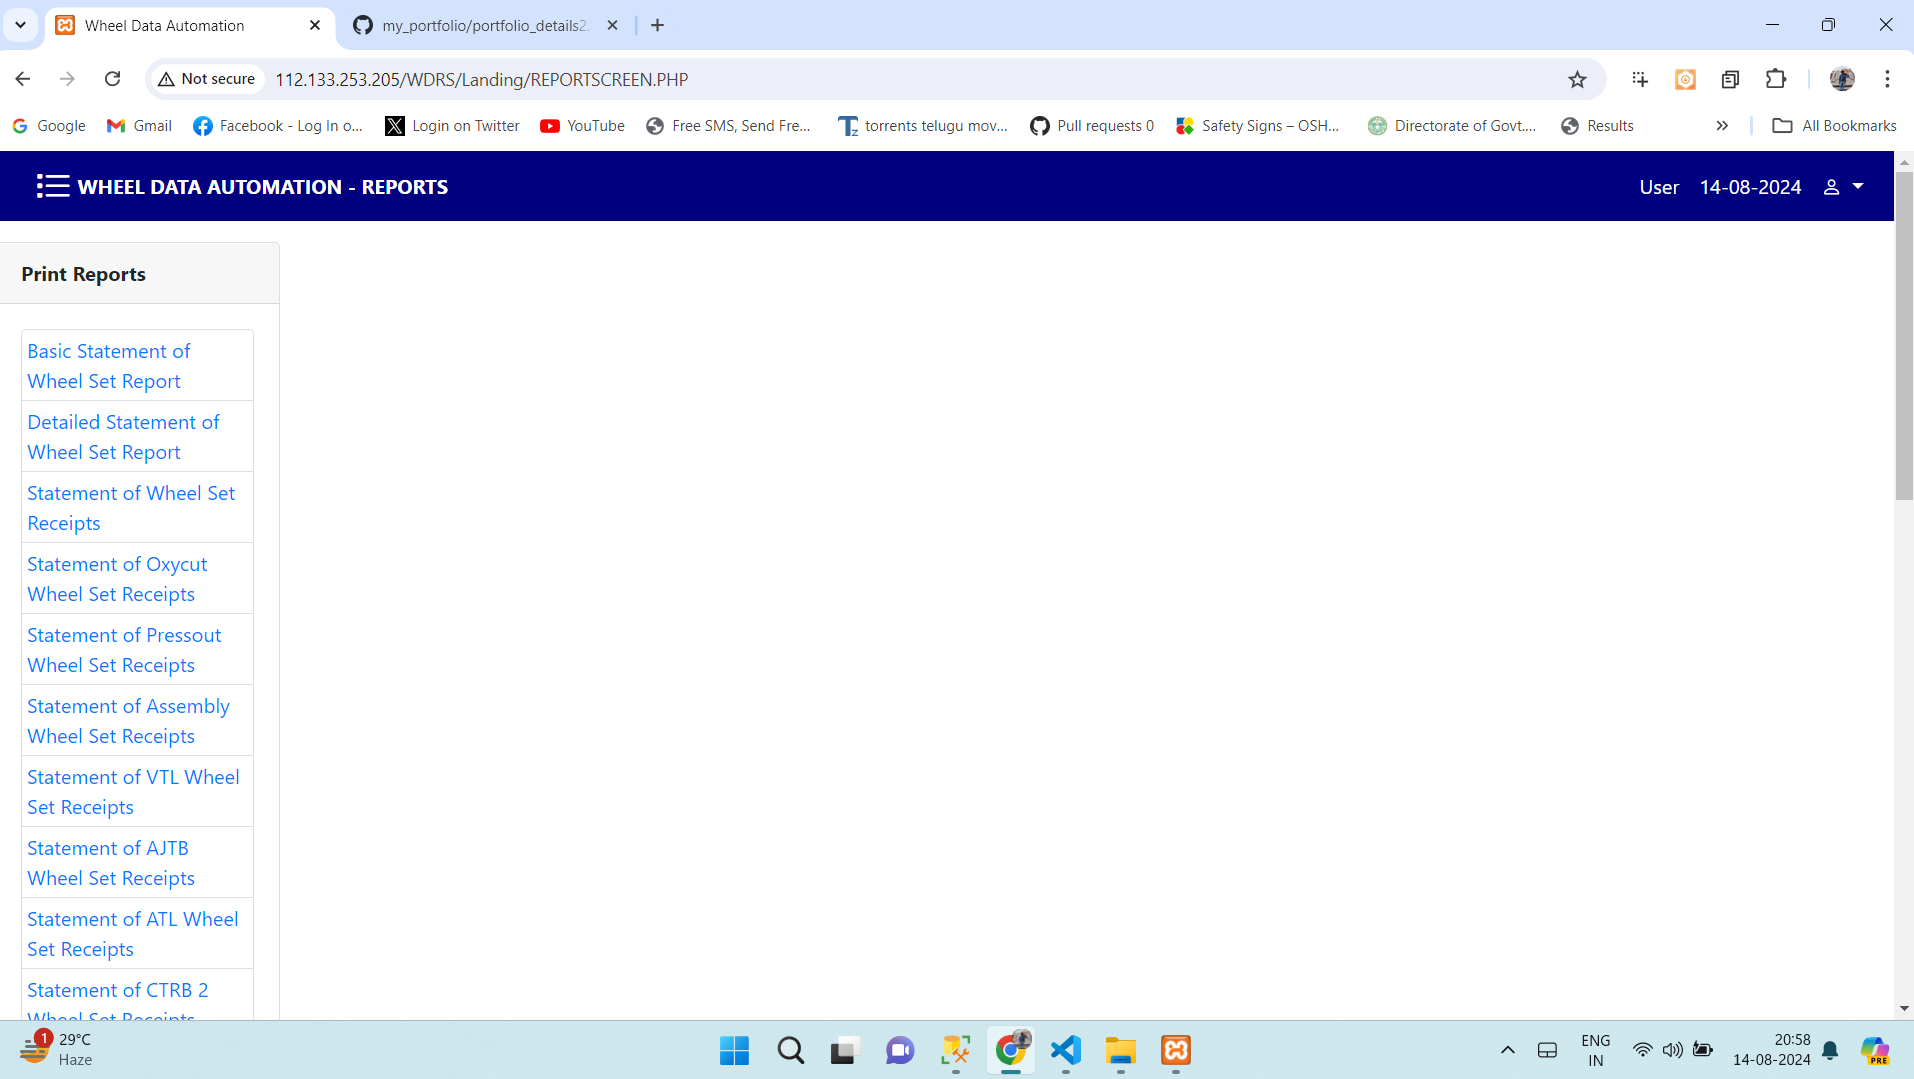 Wheel Data Automation
my_portfolio/portfolio_details2.
Not secure
112.133.253.205/WDRS/Landing/REPORTSCREEN.PHP
Google
Gmail
Facebook - Log In o...
Login on Twitter
YouTube
Free SMS, Send Fre...
torrents telugu mov...
Pull requests 0
Safety Signs – OSH...
Directorate of Govt....
Results
»
All Bookmarks
WHEEL DATA AUTOMATION - REPORTS
User 14-08-2024
Print Reports
Basic Statement of
Wheel Set Report
Detailed Statement of
Wheel Set Report
Statement of Wheel Set
Receipts
Statement of Oxycut
Wheel Set Receipts
Statement of Pressout
Wheel Set Receipts
Statement of Assembly
Wheel Set Receipts
Statement of VTL Wheel
Set Receipts
Statement of AJTB
Wheel Set Receipts
Statement of ATL Wheel
Set Receipts
Statement of CTRB 2
Wheel Set Receipts
1
29°C
Haze
ENG
IN
20:58
14-08-2024
PRE